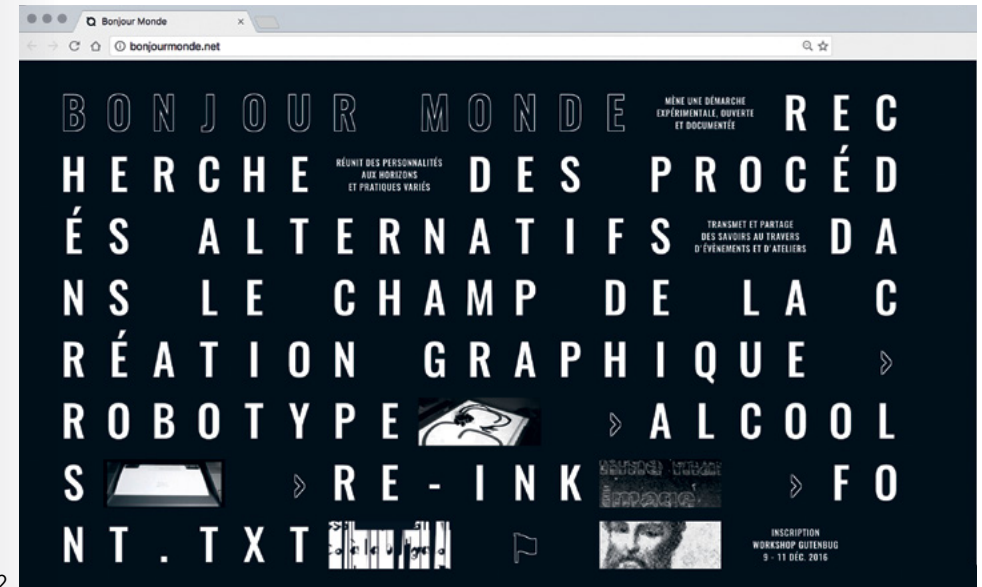 Bonjour Monde
bonjourmonde.net
BONJOUR MONDE MÈNE UNE DÉMARCHE REC
EXPÉRIMENTALE, OUVERTE
ET DOCUMENTÉE
HERCHE RÉUNIT DES PERSONNALITÉS DES PROCÉD
AUX HORIZONS
ET PRATIQUES VARIÉS
ÉS ALTERNATIFS TRANSMET ET PARTAGE DA
DES SAVOIRS AU TRAVERS
D'ÉVÈNEMENTS ET D'ATELIERS
NS LE CHAMP DE LA C
RÉATION GRAPHIQUE
ROBOTYPE > ALCOOL
S > RE-INK > FO
NT.TXT
INSCRIPTION
WORKSHOP GUTENBUG
9 - 11 DÉC. 2016
2